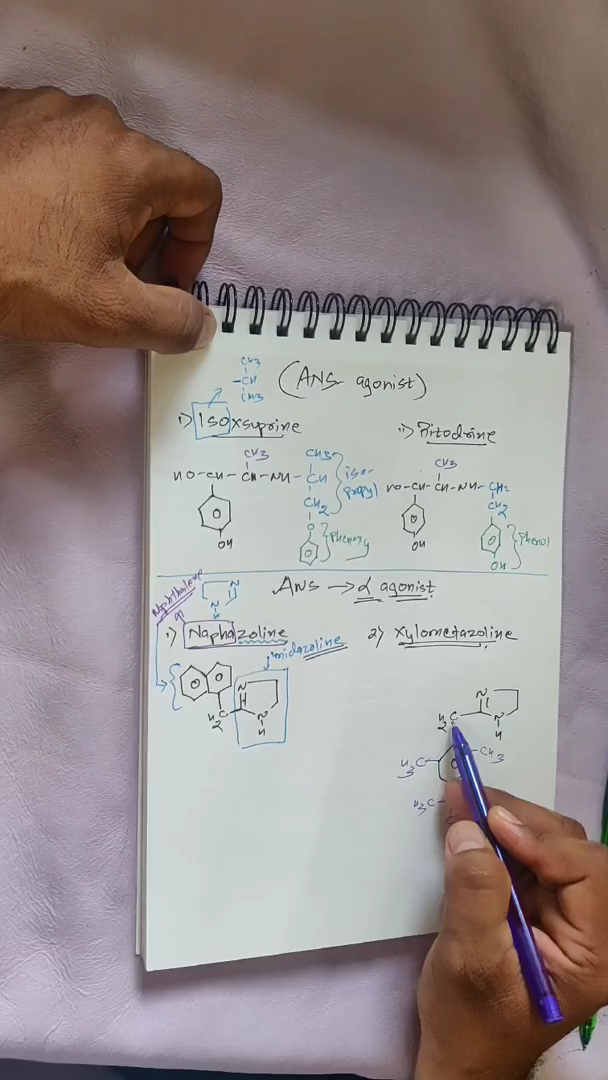 CH3
-CH
CH3
(ANS agonist)
1) Isoxsuprine
11) Ritodrine
CH3
HO-CH-CH-NH-CH
CH3
CH2
O
OH
iso-
propyl
phenoxy
CH3
HO-CH-CH-NH-CH2
CH2
OH
OH
Phenol
ANS → α agonist
Naphthalene
N
N
H
1) Naphazoline
imidazoline
2) xylometazoline
H2C
N
N
H
H2C
N
N
H
H3C
CH3
H3C